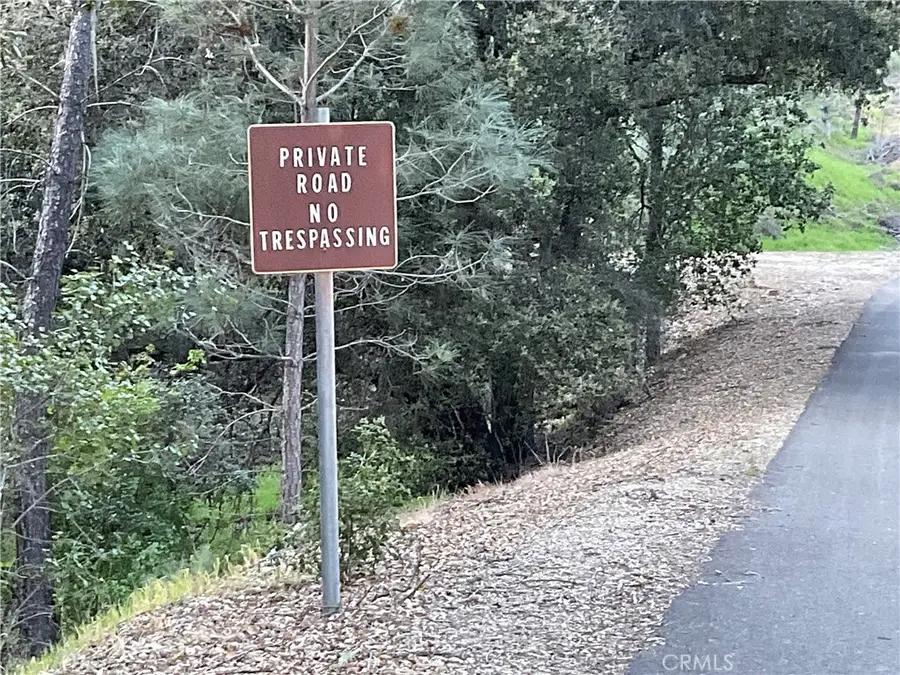 PRIVATE
ROAD
NO
TRESPASSING
CRMLS